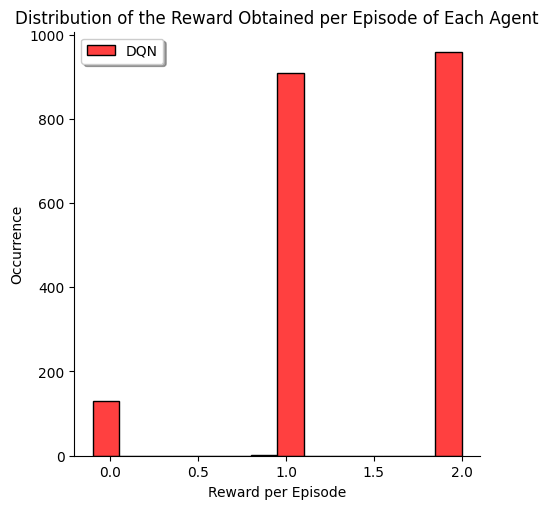 Distribution of the Reward Obtained per Episode of Each Agent
DQN
Occurrence
1000
800
600
400
200
0
0.0 0.5 1.0 1.5 2.0
Reward per Episode